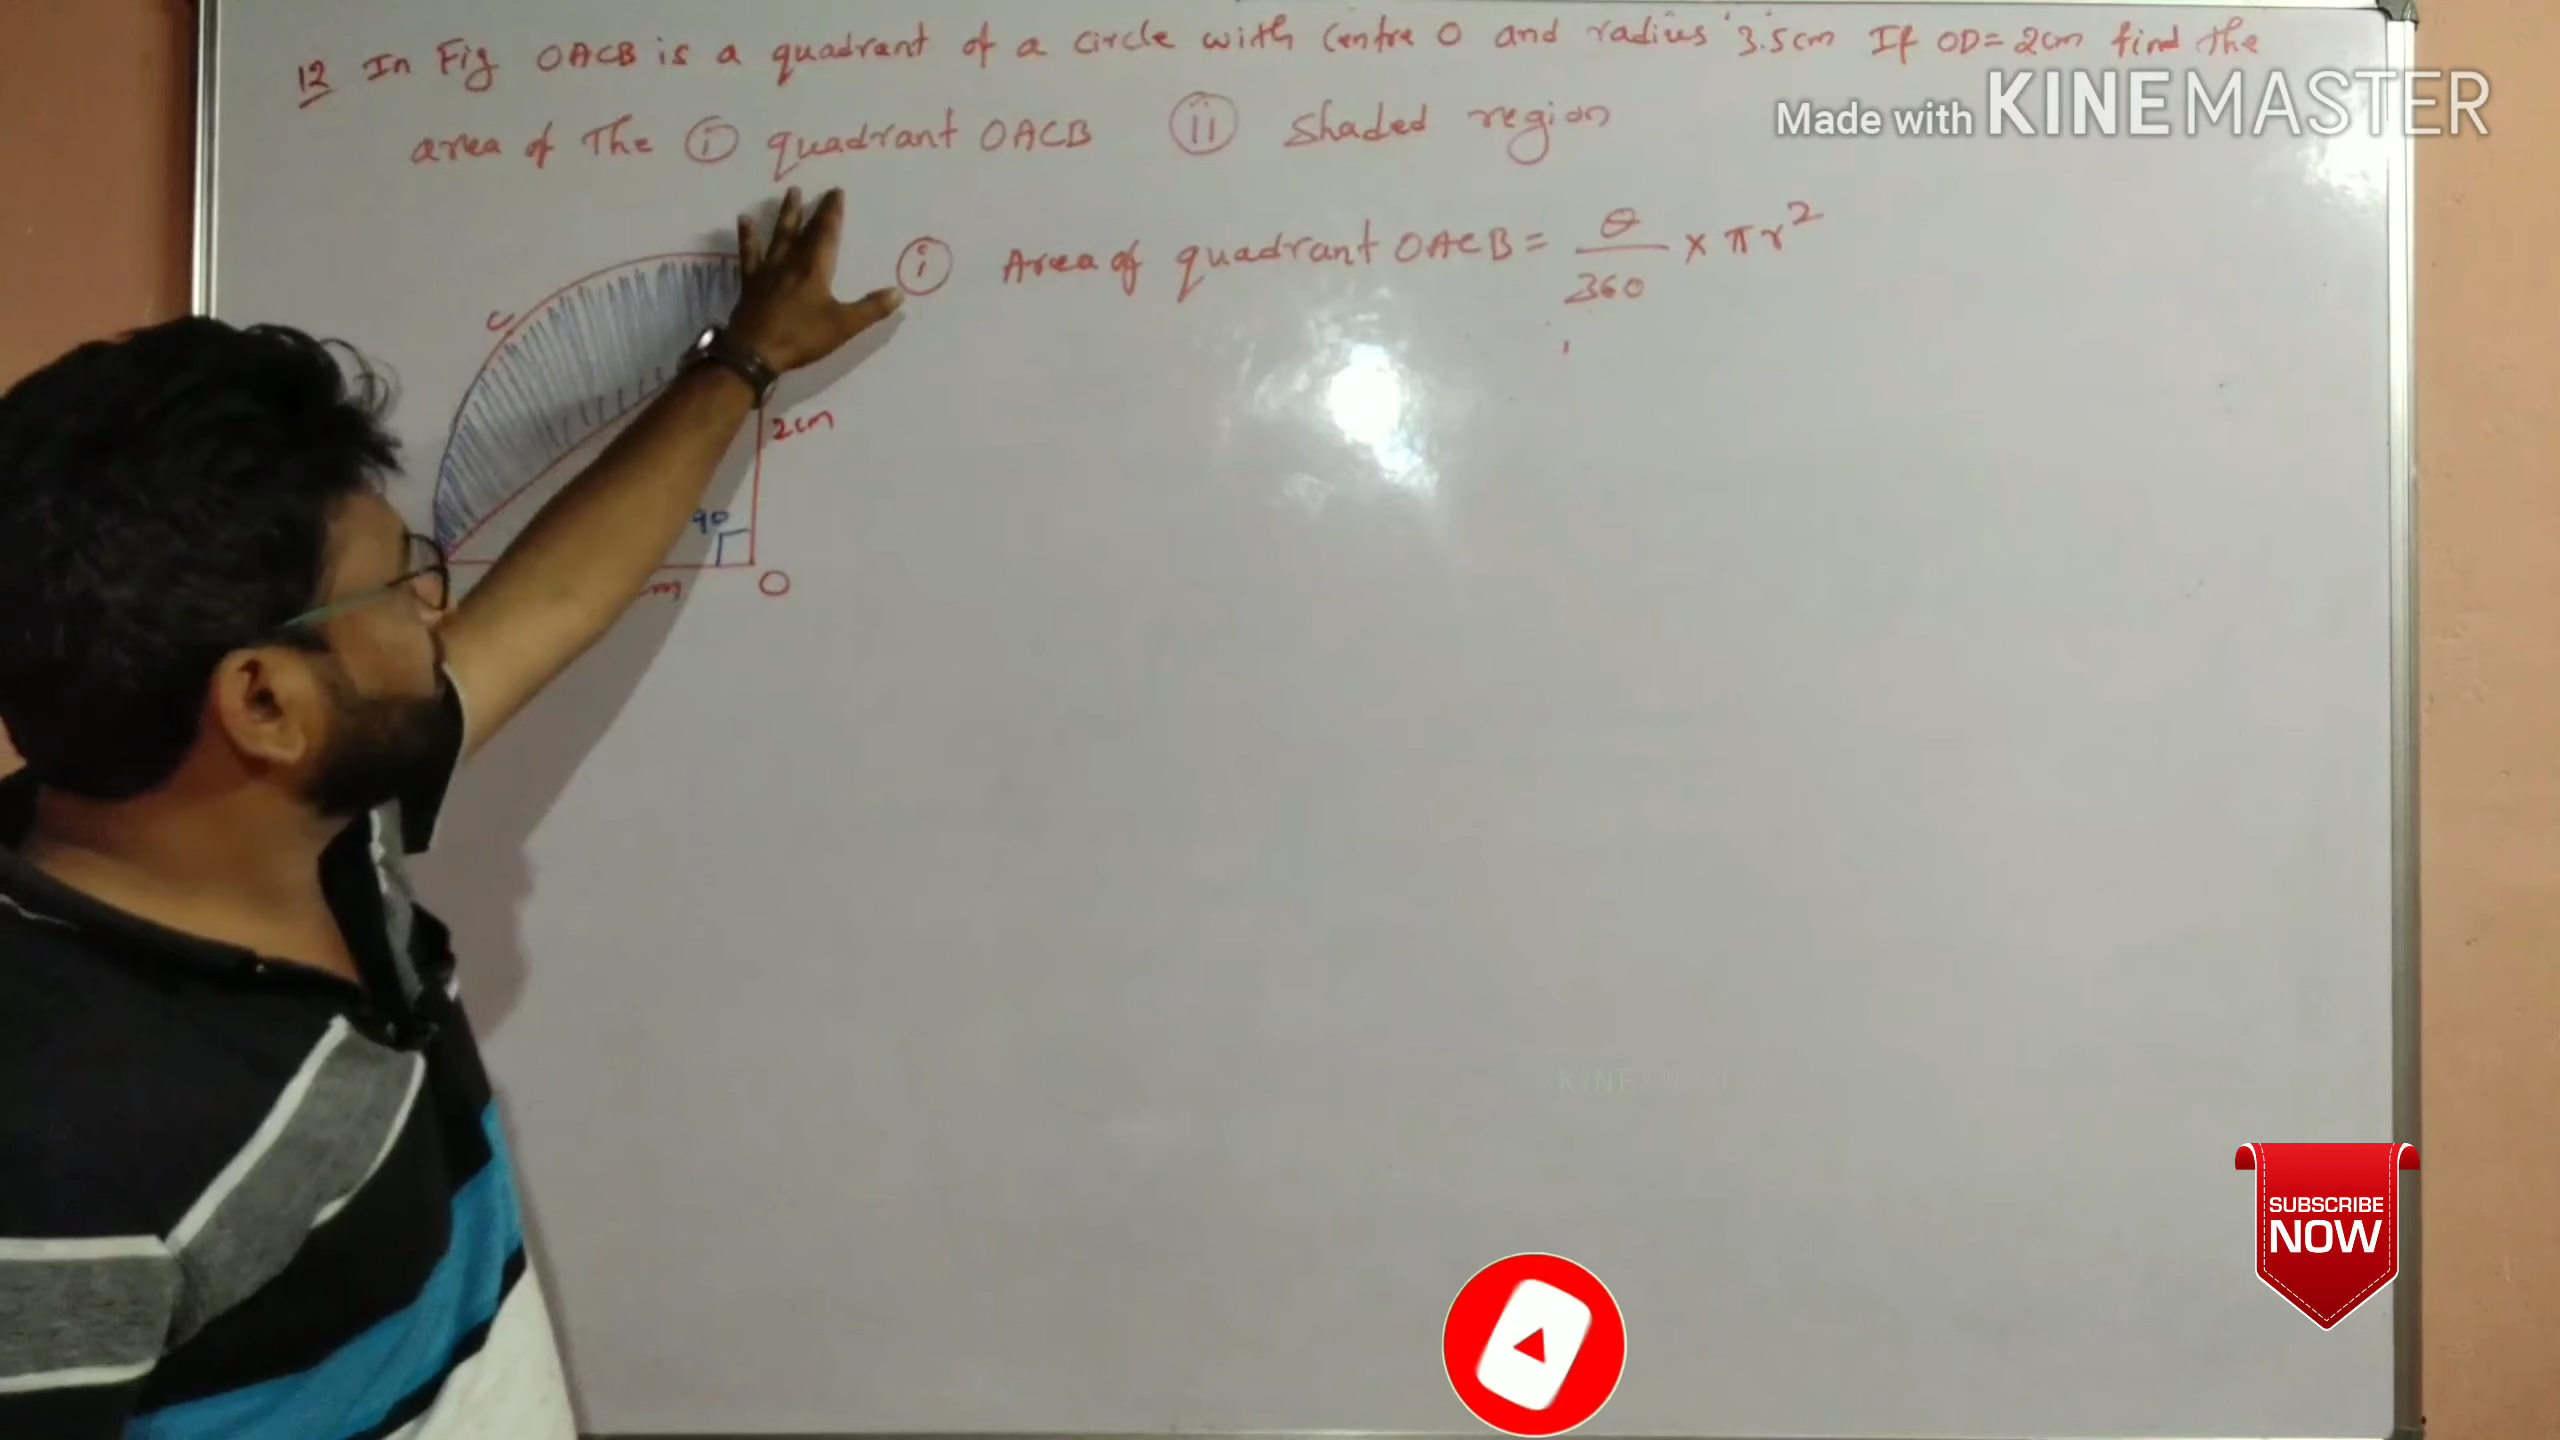 12 In Fig OACB is a quadrant of a circle with Centre O and radius 3.5cm If OD=2cm find the
Made with KINEMASTER
area of The (i) quadrant OACB (ii) Shaded region
(i) Area of quadrant OACB = θ/360 × πr²
C
2cm
90
m
O
KINE
SUBSCRIBE
NOW